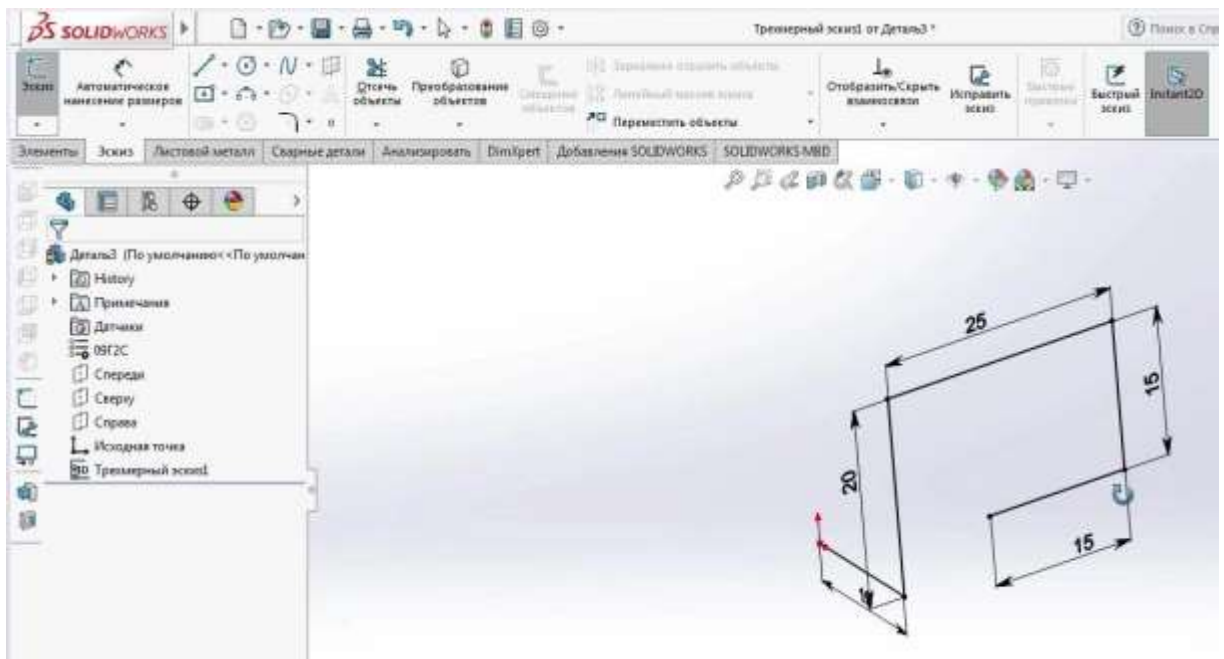 SOLIDWORKS
Трехмерный эскиз1 от Деталь3 *
Поиск в
Эскиз
Автоматическое
нанесение размеров
Отсечь
объекты
Преобразование
объектов
Переместить объекты
Отобразить/Скрыть
взаимосвязи
Исправить
эскиз
Быстрый
эскиз
Instant2D
Элементы
Эскиз
Листовой металл
Сварные детали
Анализировать
DimXpert
Добавления SOLIDWORKS
SOLIDWORKS MBD
Деталь3 (По умолчанию<<По умолчан
History
Примечания
Датчики
09Г2С
Спереди
Сверху
Справа
Исходная точка
3D Трехмерный эскиз1
25
15
20
15